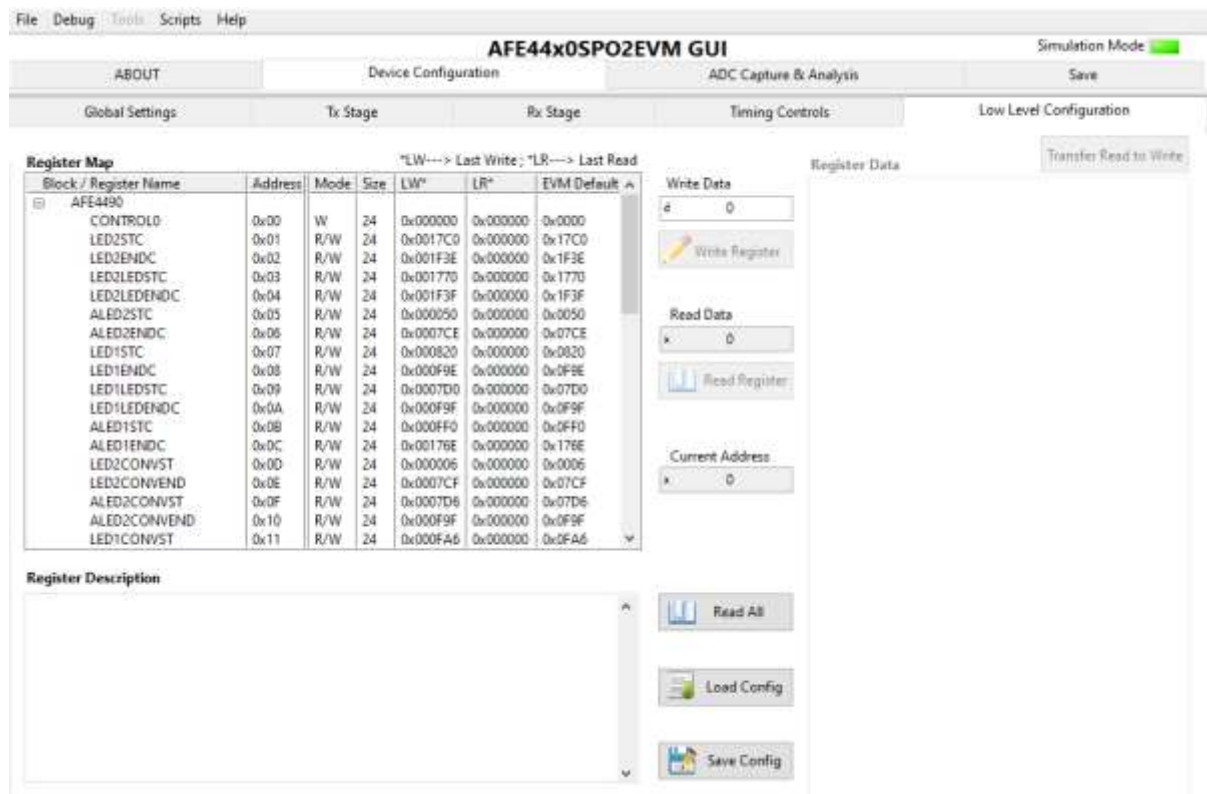 File Debug Tools Scripts Help
AFE44x0SPO2EVM GUI
Simulation Mode
ABOUT Device Configuration ADC Capture & Analysis Save
Global Settings Tx Stage Rx Stage Timing Controls Low Level Configuration
Register Map *LW---> Last Write ; *LR---> Last Read
Register Data Transfer Read to Write
Block / Register Name Address Mode Size LW* LR* EVM Default
AFE4490
CONTROL0 0x00 W 24 0x000000 0x000000 0x0000
LED2STC 0x01 R/W 24 0x0017C0 0x000000 0x17C0
LED2ENDC 0x02 R/W 24 0x001F3E 0x000000 0x1F3E
LED2LEDSTC 0x03 R/W 24 0x001770 0x000000 0x1770
LED2LEDENDC 0x04 R/W 24 0x001F3F 0x000000 0x1F3F
ALED2STC 0x05 R/W 24 0x000050 0x000000 0x0050
ALED2ENDC 0x06 R/W 24 0x0007CE 0x000000 0x07CE
LED1STC 0x07 R/W 24 0x000820 0x000000 0x0820
LED1ENDC 0x08 R/W 24 0x000F9E 0x000000 0x0F9E
LED1LEDSTC 0x09 R/W 24 0x0007D0 0x000000 0x07D0
LED1LEDENDC 0x0A R/W 24 0x000F9F 0x000000 0x0F9F
ALED1STC 0x0B R/W 24 0x000FF0 0x000000 0x0FF0
ALED1ENDC 0x0C R/W 24 0x00176E 0x000000 0x176E
LED2CONVST 0x0D R/W 24 0x000006 0x000000 0x0006
LED2CONVEND 0x0E R/W 24 0x0007CF 0x000000 0x07CF
ALED2CONVST 0x0F R/W 24 0x0007D6 0x000000 0x07D6
ALED2CONVEND 0x10 R/W 24 0x000F9F 0x000000 0x0F9F
LED1CONVST 0x11 R/W 24 0x000FA6 0x000000 0x0FA6
Write Data
d 0
Write Register
Read Data
x 0
Read Register
Current Address
x 0
Register Description
Read All
Load Config
Save Config